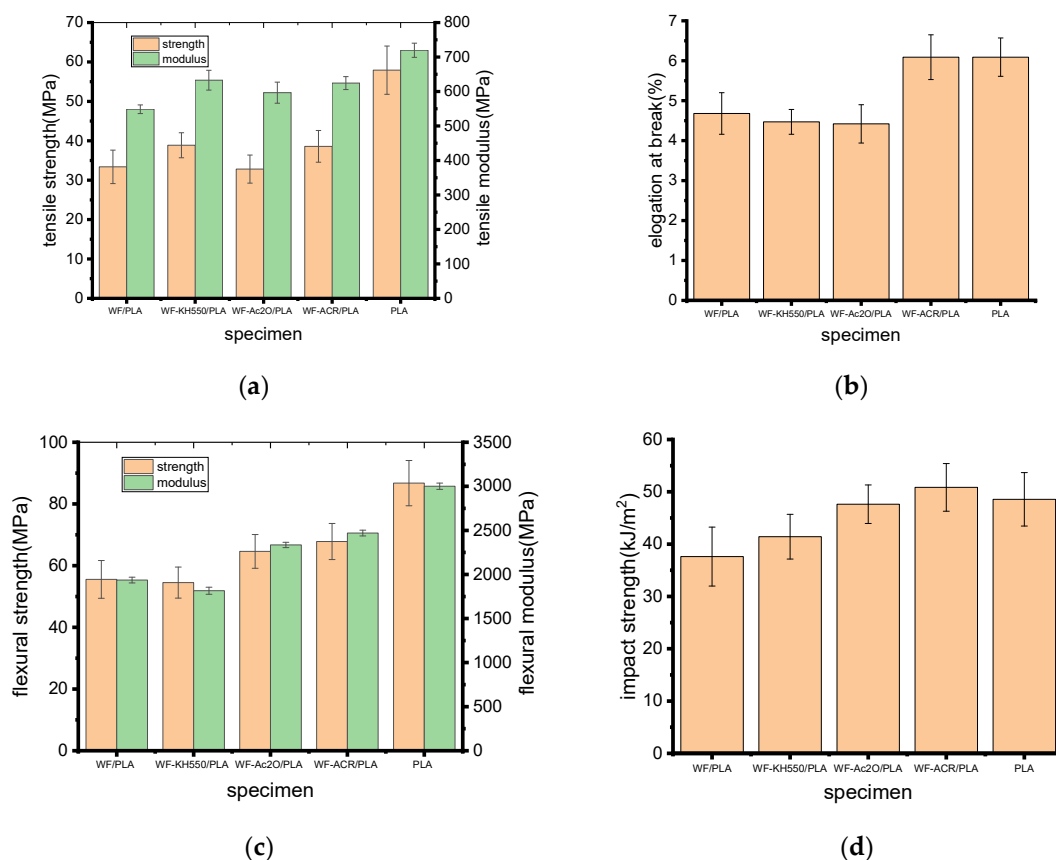 70
60
50
40
30
20
10
0
tensile strength(MPa)
strength
modulus
800
700
600
500
400
300
200
100
0
tensile modulus(MPa)
WF/PLA WF-KH550/PLA WF-Ac2O/PLA WF-ACR/PLA PLA
specimen
(a)
7
6
5
4
3
2
1
0
elogation at break(%)
WF/PLA WF-KH550/PLA WF-Ac2O/PLA WF-ACR/PLA PLA
specimen
(b)
100
80
60
40
20
0
flexural strength(MPa)
strength
modulus
3500
3000
2500
2000
1500
1000
500
0
flexural modulus(MPa)
WF/PLA WF-KH550/PLA WF-Ac2O/PLA WF-ACR/PLA PLA
specimen
(c)
60
50
40
30
20
10
0
impact strength(kJ/m²)
WF/PLA WF-KH550/PLA WF-Ac2O/PLA WF-ACR/PLA PLA
specimen
(d)